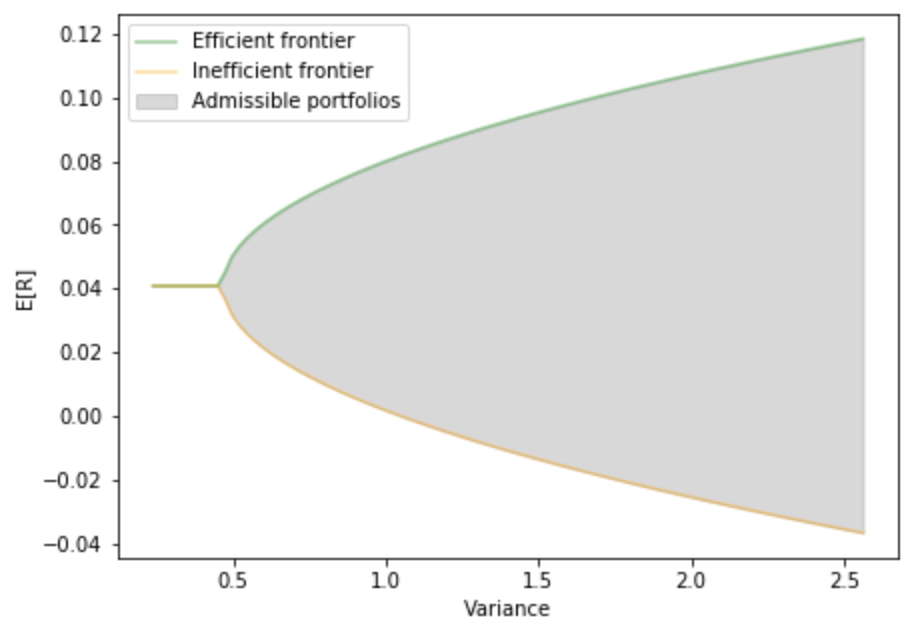 Efficient frontier
Inefficient frontier
Admissible portfolios
0.12
0.10
0.08
0.06
0.04
0.02
0.00
−0.02
−0.04
E[R]
0.5 1.0 1.5 2.0 2.5
Variance